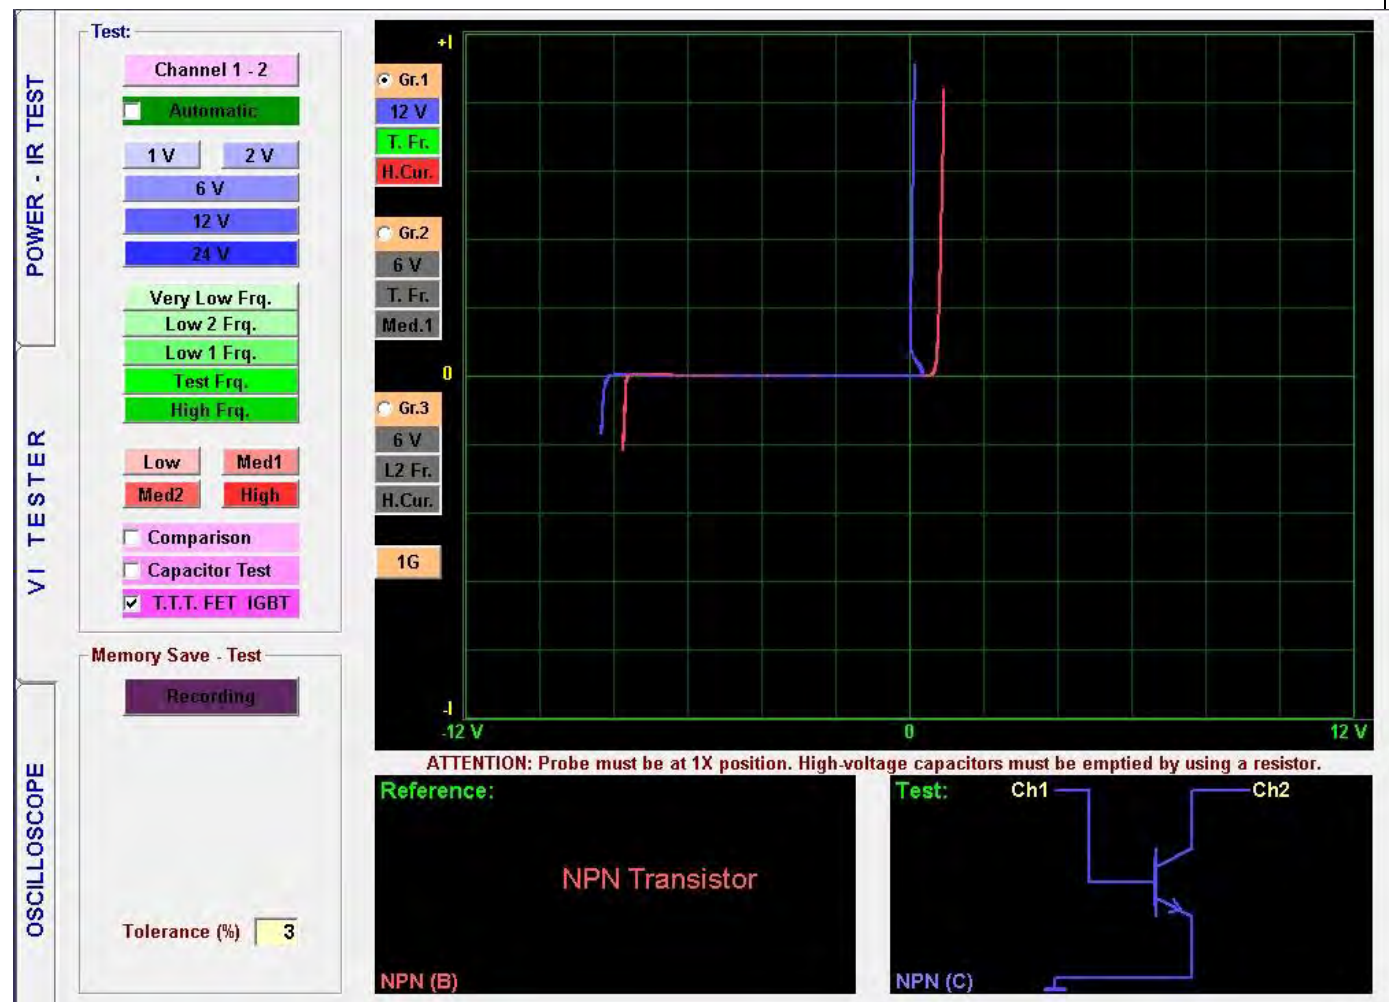 POWER - IR TEST
VI TESTER
OSCILLOSCOPE
Test:
Channel 1 - 2
Automatic
1 V
2 V
6 V
12 V
24 V
Very Low Frq.
Low 2 Frq.
Low 1 Frq.
Test Frq.
High Frq.
Low
Med1
Med2
High
Comparison
Capacitor Test
T.T.T. FET IGBT
Memory Save - Test
Recording
Tolerance (%)
3
+I
Gr.1
12 V
T. Fr.
H.Cur.
Gr.2
6 V
T. Fr.
Med.1
0
Gr.3
6 V
L2 Fr.
H.Cur.
1G
-I
-12 V
0
12 V
ATTENTION: Probe must be at 1X position. High-voltage capacitors must be emptied by using a resistor.
Reference:
NPN Transistor
NPN (B)
Test:
Ch1
Ch2
NPN (C)